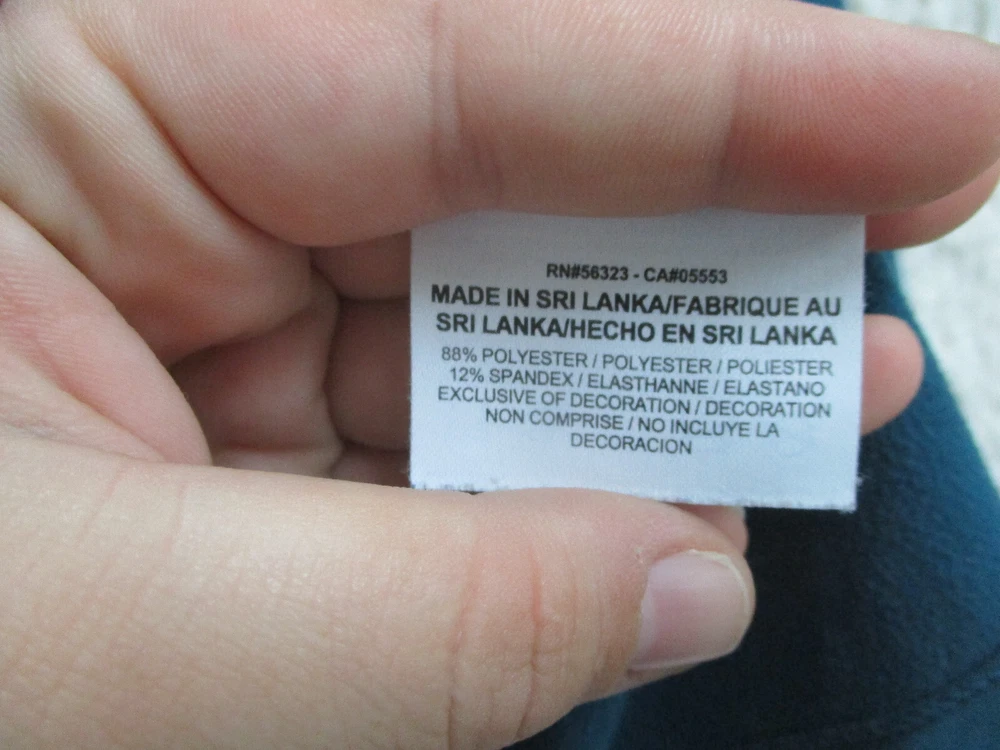 RN#56323 - CA#05553
MADE IN SRI LANKA/FABRIQUE AU
SRI LANKA/HECHO EN SRI LANKA
88% POLYESTER / POLYESTER / POLIESTER
12% SPANDEX / ELASTHANNE / ELASTANO
EXCLUSIVE OF DECORATION / DECORATION
NON COMPRISE / NO INCLUYE LA
DECORACION